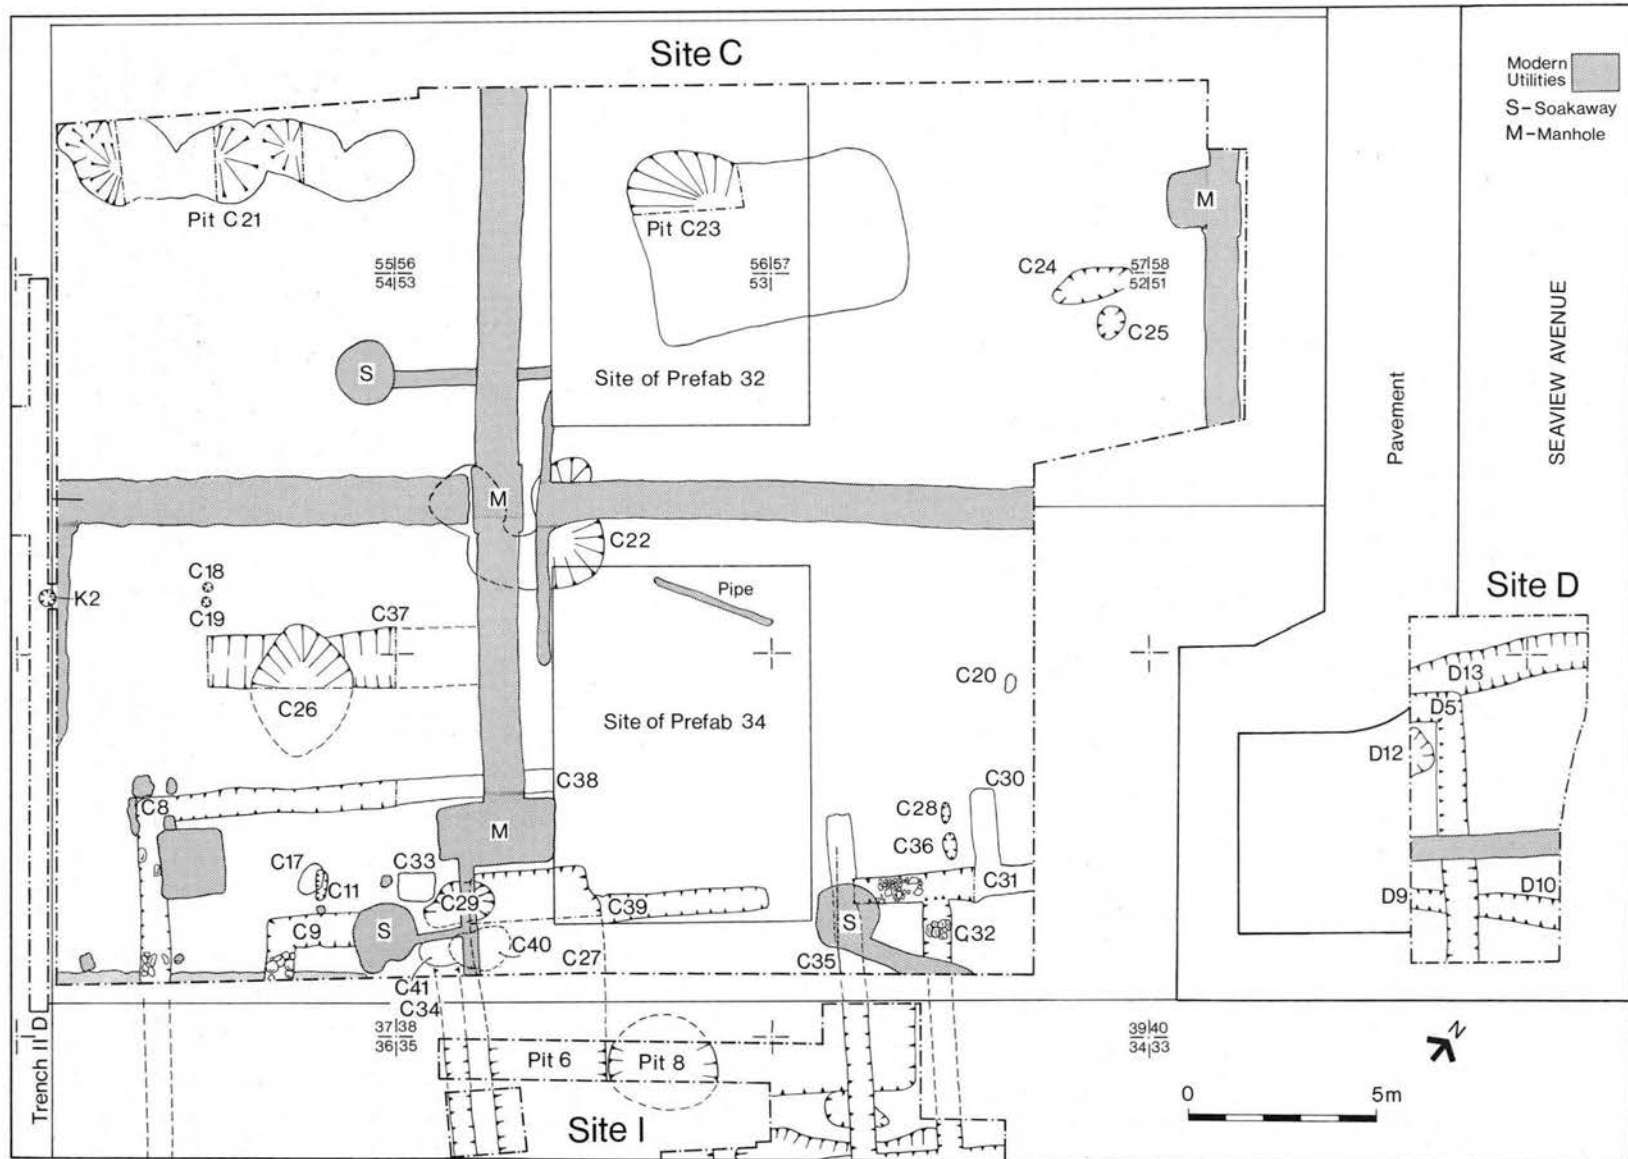 Site C
Modern
Utilities
S-Soakaway
M-Manhole
M
Pit C21
Pit C23
55|56
54|53
56|57
53|
C24
57|58
52|51
C25
S
Site of Prefab 32
Pavement
SEAVIEW AVENUE
M
C22
C18
K2
C19
C37
Pipe
Site D
C26
C20
D13
Site of Prefab 34
D5
D12
C38
C30
C8
C28
M
C36
C17
C33
C11
C31
C29
C39
D9
D10
C9
S
S
C32
C40
C27
C35
C41
C34
37|38
36|35
39|40
34|33
N
Pit 6
Pit 8
0
5m
Trench II D
Site I